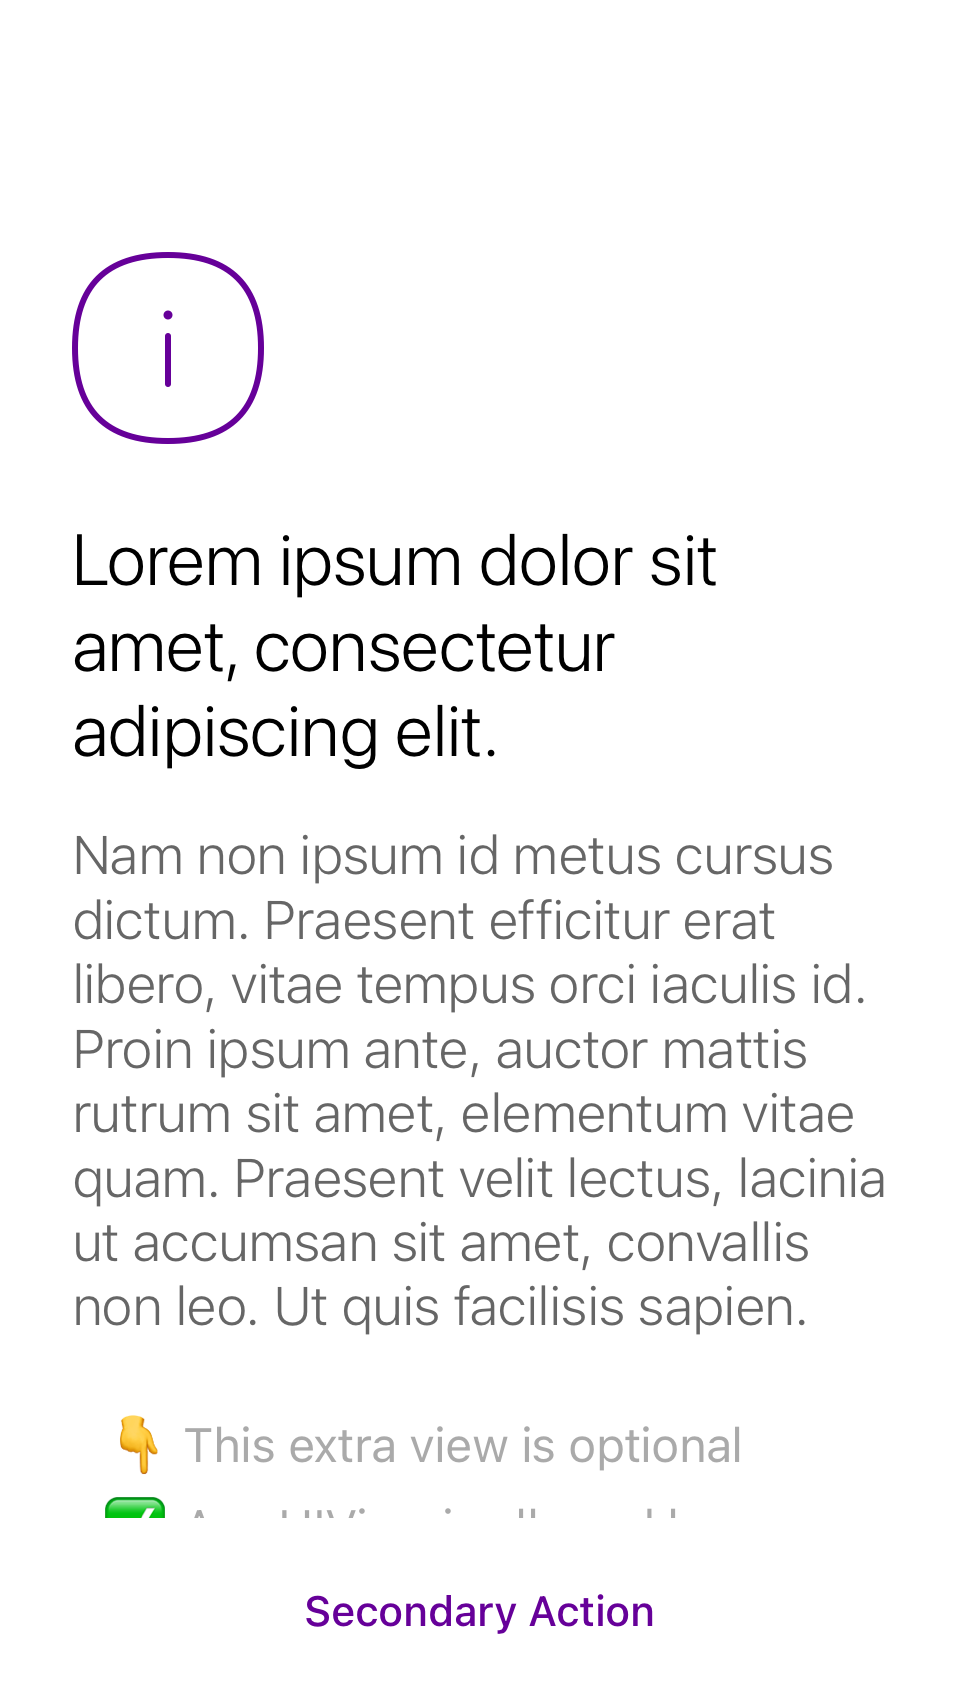 Lorem ipsum dolor sit
amet, consectetur
adipiscing elit.
Nam non ipsum id metus cursus
dictum. Praesent efficitur erat
libero, vitae tempus orci iaculis id.
Proin ipsum ante, auctor mattis
rutrum sit amet, elementum vitae
quam. Praesent velit lectus, lacinia
ut accumsan sit amet, convallis
non leo. Ut quis facilisis sapien.
👇 This extra view is optional
Secondary Action